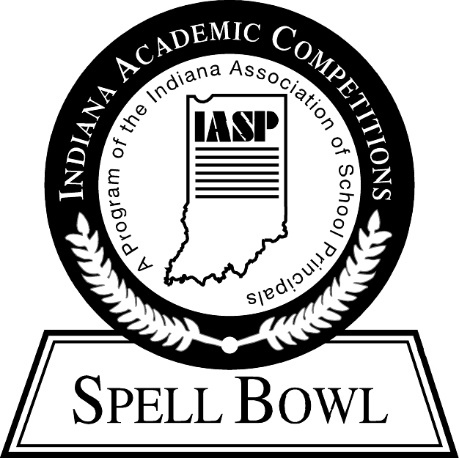 INDIANA ACADEMIC COMPETITIONS
A Program of the Indiana Association of School Principals
IASP
SPELL BOWL